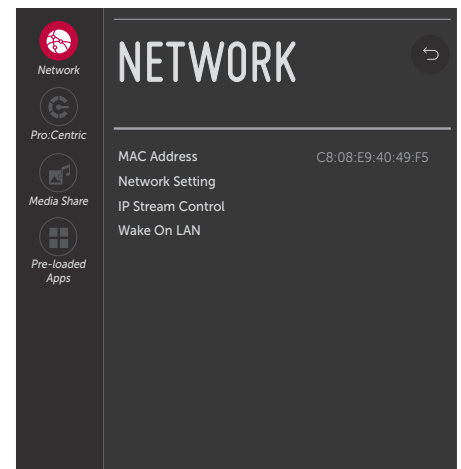 Network
Pro:Centric
Media Share
Pre-loaded
Apps
NETWORK
MAC Address C8:08:E9:40:49:F5
Network Setting
IP Stream Control
Wake On LAN